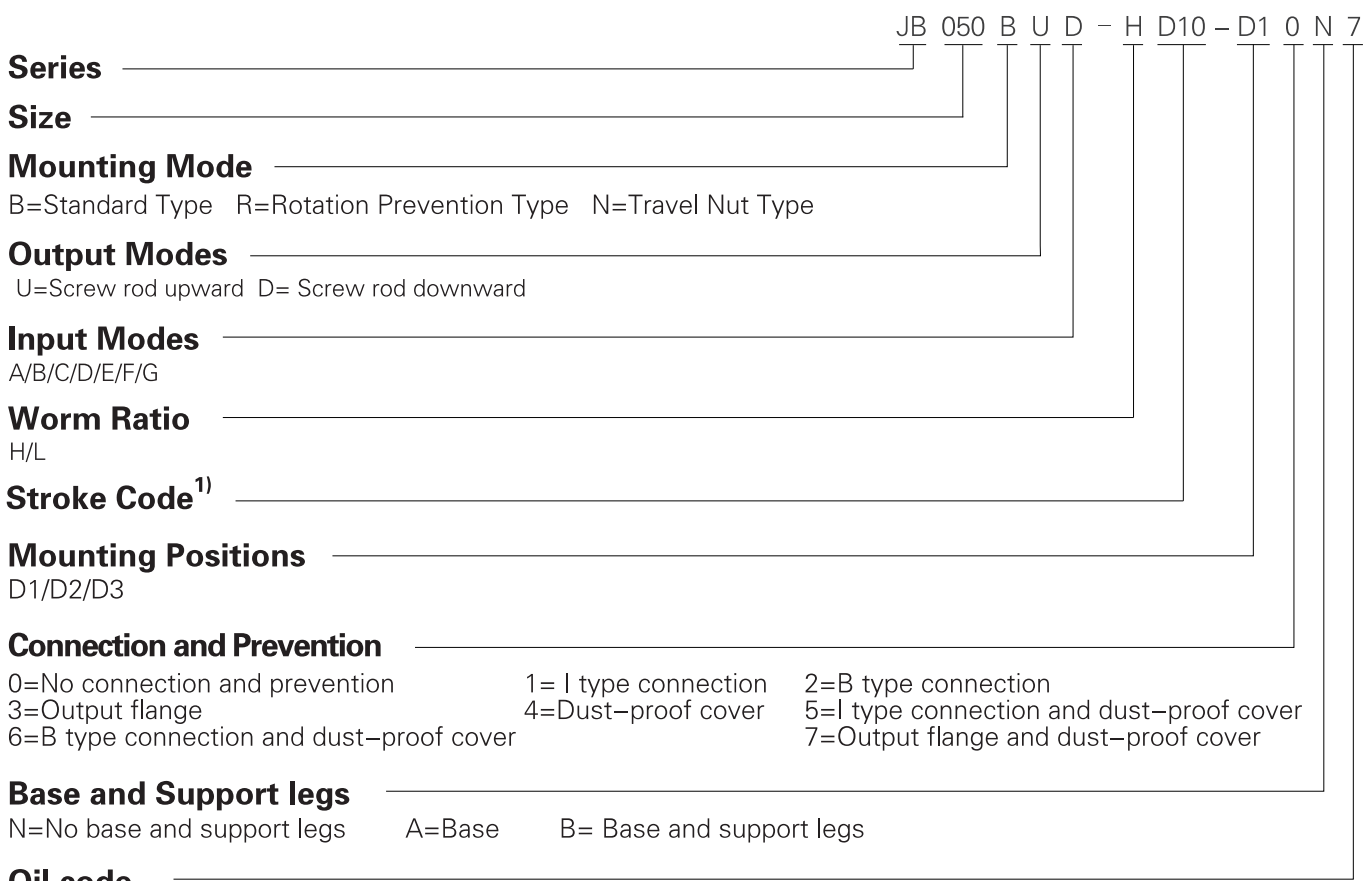 JB 050 B U D – H D10 – D1 0 N 7
Series
Size
Mounting Mode
B=Standard Type R=Rotation Prevention Type N=Travel Nut Type
Output Modes
U=Screw rod upward D= Screw rod downward
Input Modes
A/B/C/D/E/F/G
Worm Ratio
H/L
Stroke Code1)
Mounting Positions
D1/D2/D3
Connection and Prevention
0=No connection and prevention 1= I type connection 2=B type connection
3=Output flange 4=Dust–proof cover 5=I type connection and dust–proof cover
6=B type connection and dust–proof cover 7=Output flange and dust–proof cover
Base and Support legs
N=No base and support legs A=Base B= Base and support legs
Oil code